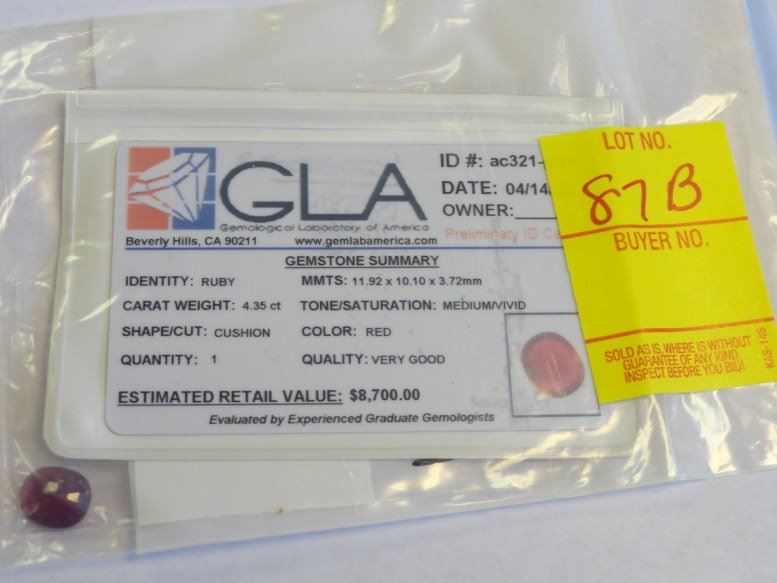 GLA
Gemological Laboratory of America
Beverly Hills, CA 90211 www.gemlabamerica.com
ID #: ac321-
DATE: 04/14/
OWNER:
Preliminary ID
GEMSTONE SUMMARY
IDENTITY: RUBY MMTS: 11.92 x 10.10 x 3.72mm
CARAT WEIGHT: 4.35 ct TONE/SATURATION: MEDIUM/VIVID
SHAPE/CUT: CUSHION COLOR: RED
QUANTITY: 1 QUALITY: VERY GOOD
ESTIMATED RETAIL VALUE: $8,700.00
Evaluated by Experienced Graduate Gemologists
LOT NO.
87B
BUYER NO.
SOLD AS IS, WHERE IS WITHOUT
GUARANTEE OF ANY KIND.
INSPECT BEFORE YOU BID!